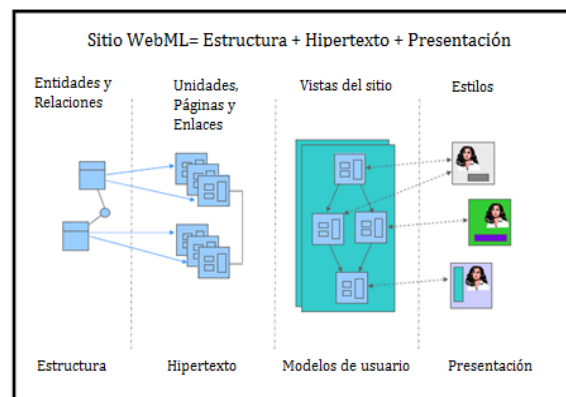 Sitio WebML= Estructura + Hipertexto + Presentación
Entidades y
Relaciones
Unidades,
Páginas y
Enlaces
Vistas del sitio
Estilos
Estructura
Hipertexto
Modelos de usuario
Presentación